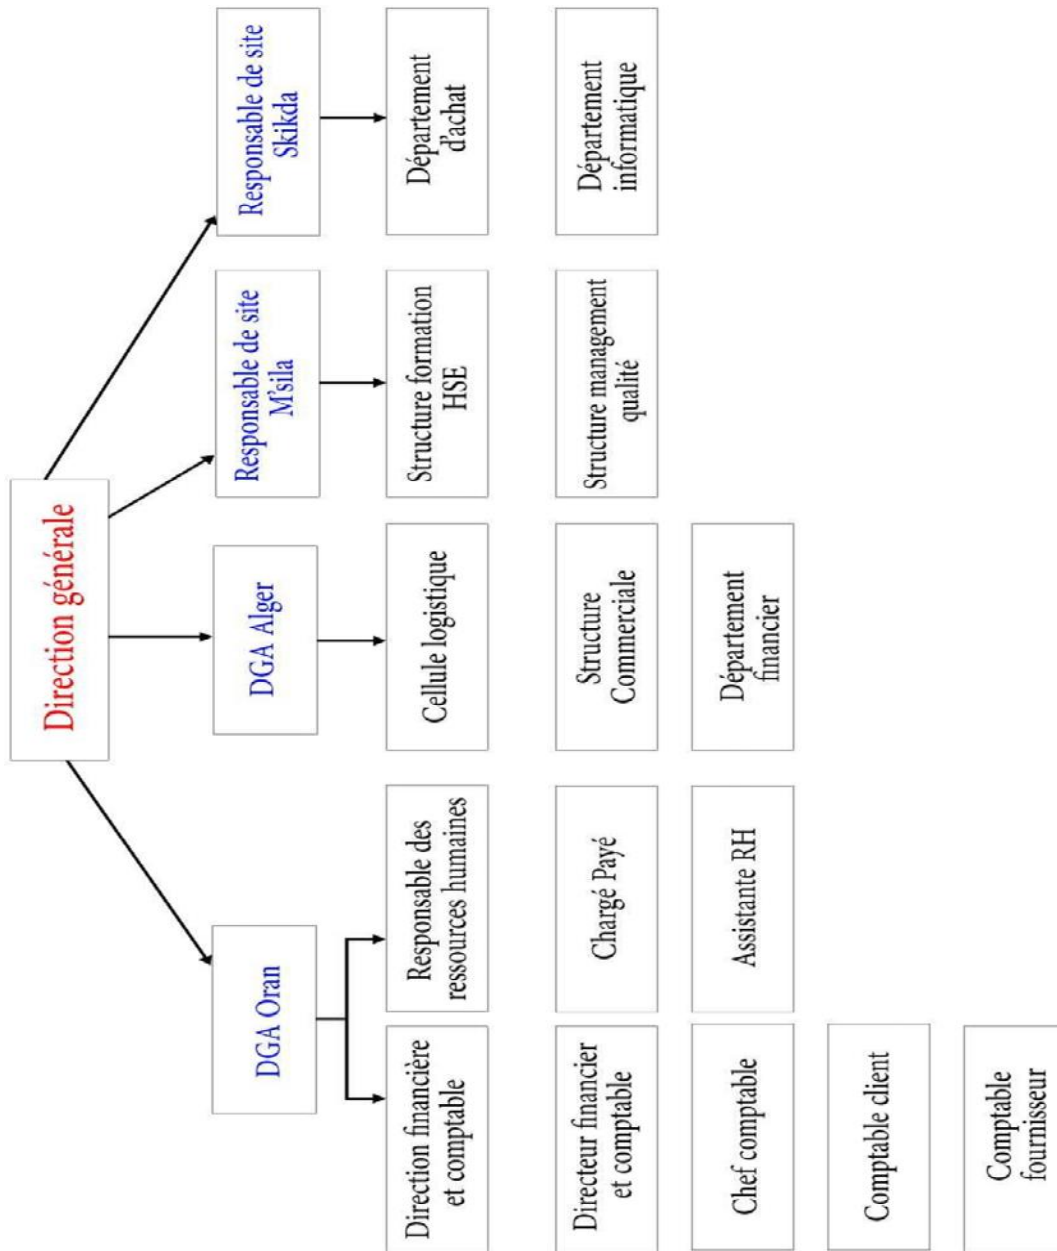 Direction générale
DGA Oran
DGA Alger
Responsable de site
M'sila
Responsable de site
Skikda
Direction financière
et comptable
Responsable des
ressources humaines
Cellule logistique
Structure formation
HSE
Département
d'achat
Directeur financier
et comptable
Chargé Payé
Structure
Commerciale
Structure management
qualité
Département
informatique
Chef comptable
Assistante RH
Département
financier
Comptable client
Comptable
fournisseur